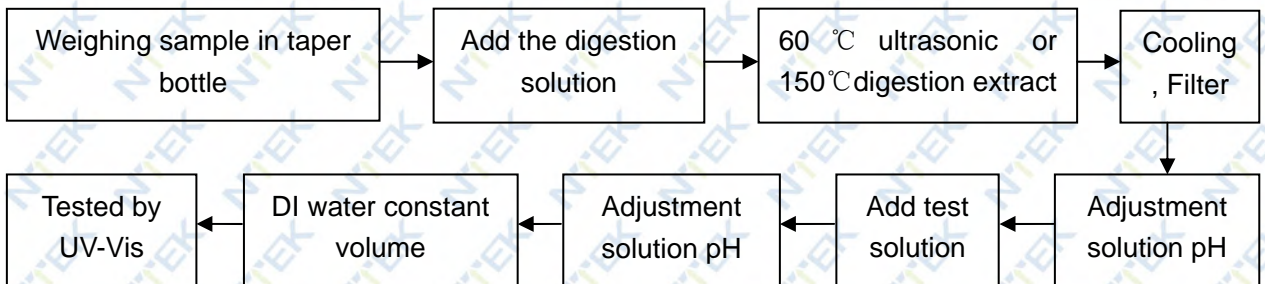 Weighing sample in taper
bottle
Add the digestion
solution
60 ℃ ultrasonic or
150℃digestion extract
Cooling
, Filter
Adjustment
solution pH
Add test
solution
Adjustment
solution pH
DI water constant
volume
Tested by
UV-Vis